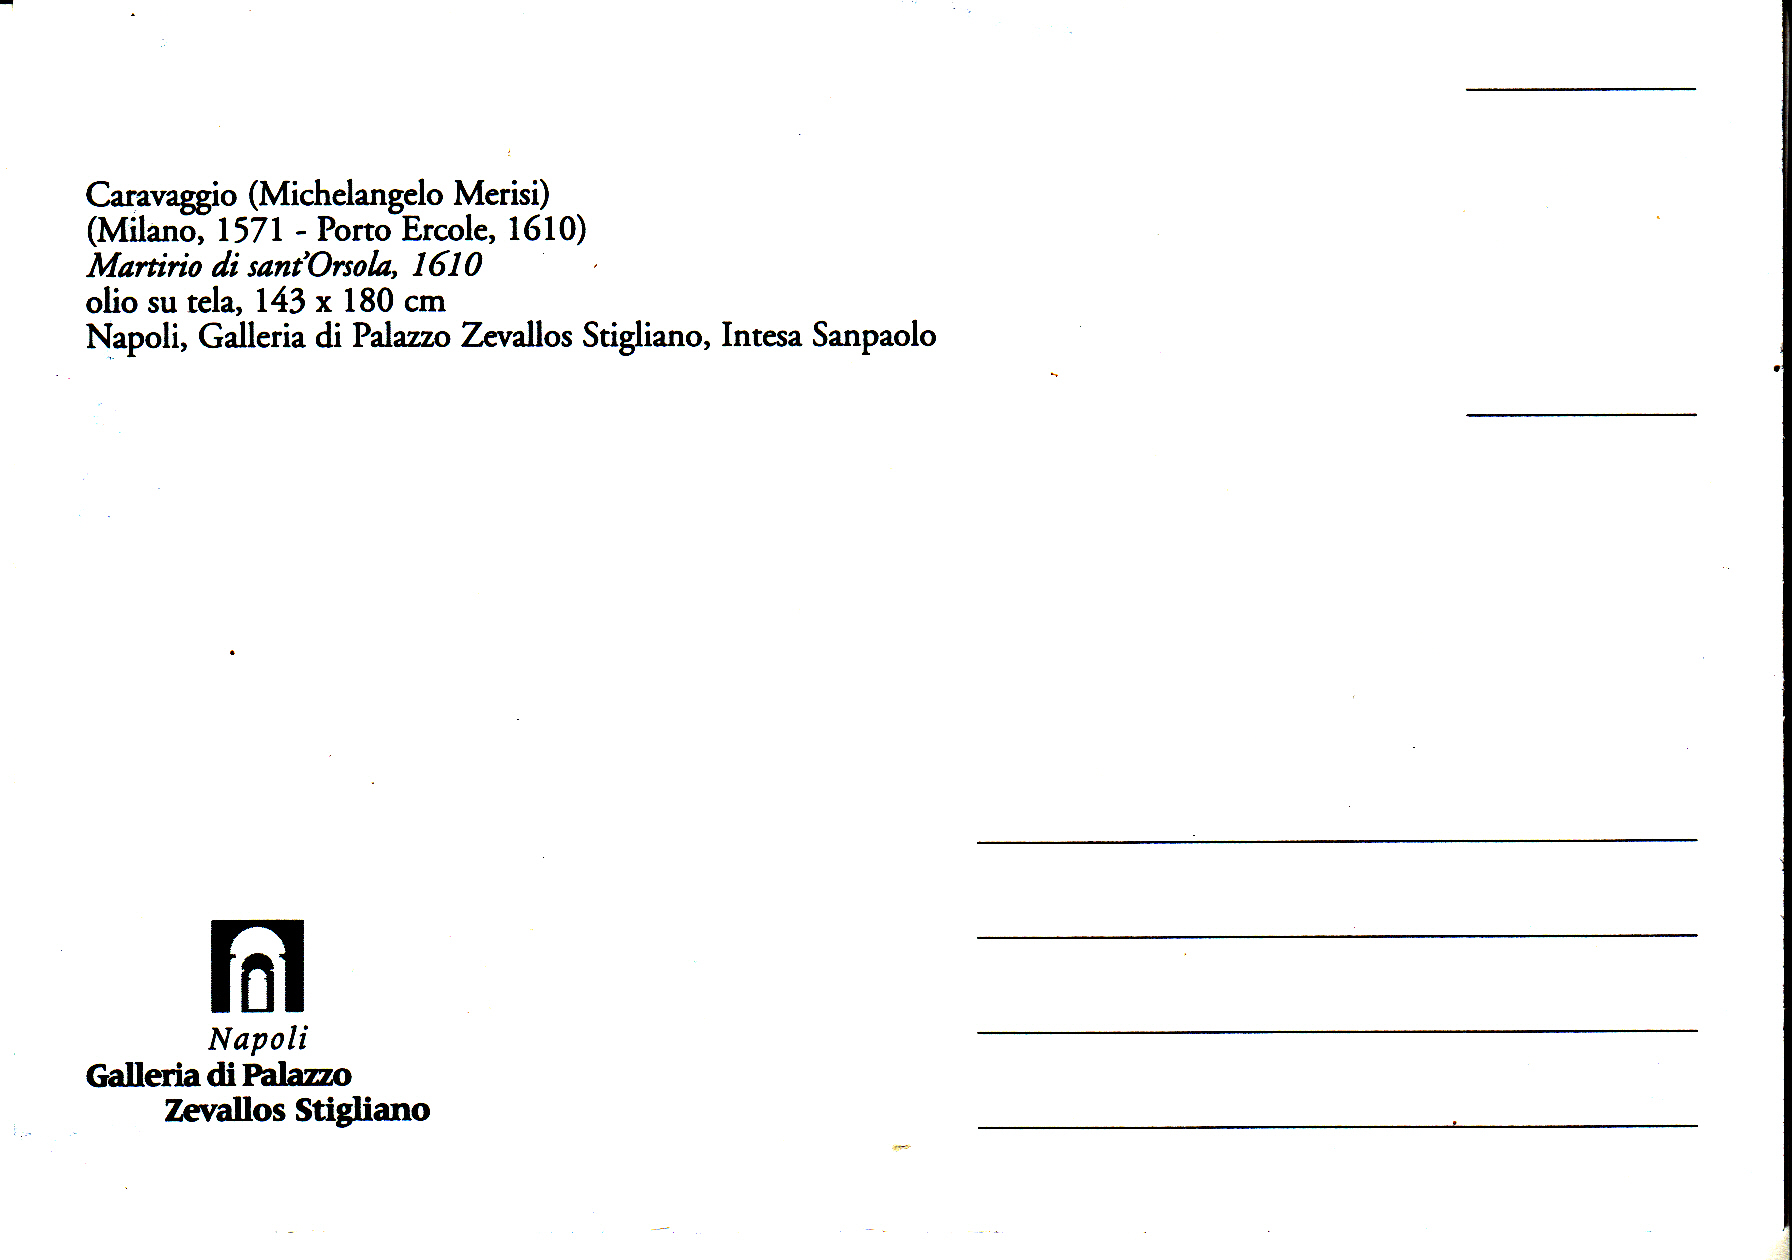 Caravaggio (Michelangelo Merisi)
(Milano, 1571 - Porto Ercole, 1610)
Martirio di sant'Orsola, 1610
olio su tela, 143 x 180 cm
Napoli, Galleria di Palazzo Zevallos Stigliano, Intesa Sanpaolo
Napoli
Galleria di Palazzo
Zevallos Stigliano